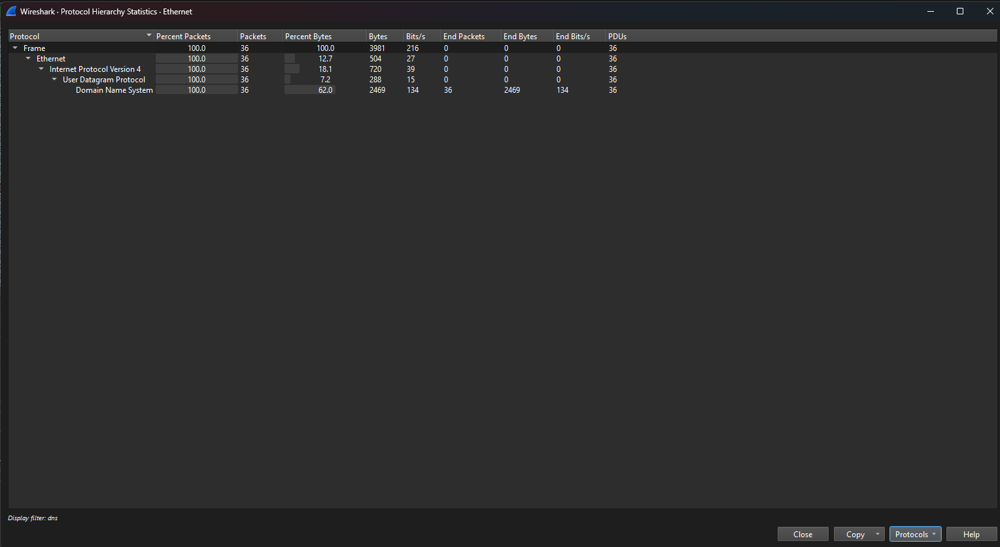 Wireshark · Protocol Hierarchy Statistics · Ethernet
Protocol Percent Packets Packets Percent Bytes Bytes Bits/s End Packets End Bytes End Bits/s PDUs
Frame 100.0 36 100.0 3981 216 0 0 0 36
Ethernet 100.0 36 12.7 504 27 0 0 0 36
Internet Protocol Version 4 100.0 36 18.1 720 39 0 0 0 36
User Datagram Protocol 100.0 36 7.2 288 15 0 0 0 36
Domain Name System 100.0 36 62.0 2469 134 36 2469 134 36
Display filter: dns
Close Copy Protocols Help